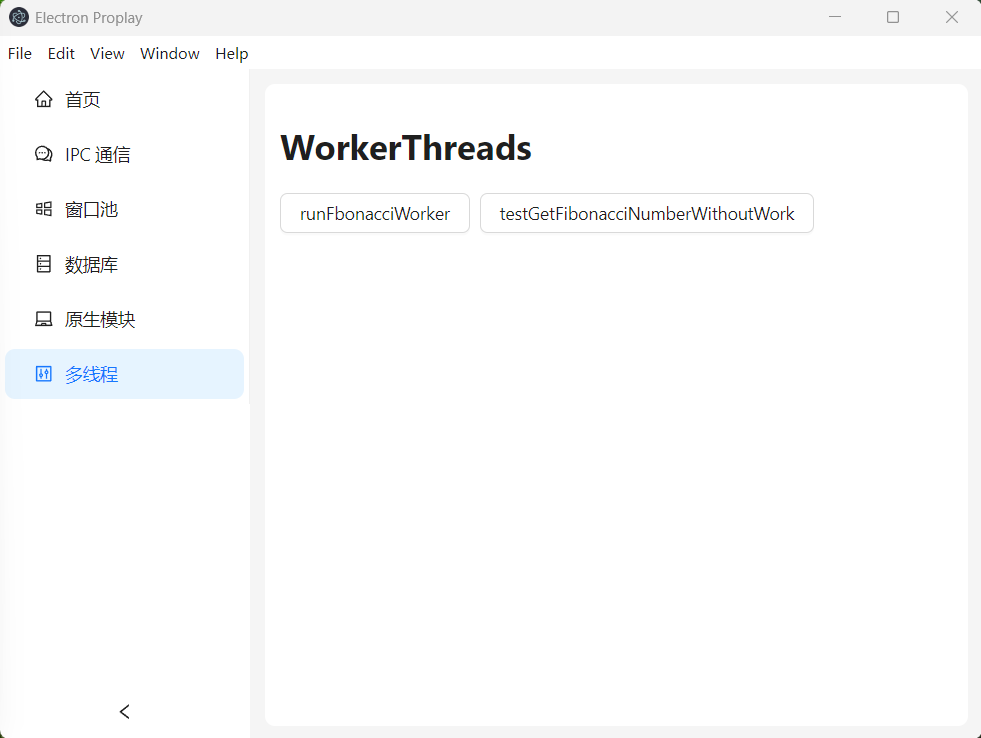 Electron Proplay
File Edit View Window Help
首页
IPC 通信
窗口池
数据库
原生模块
多线程
WorkerThreads
runFbonacciWorker testGetFibonacciNumberWithoutWork